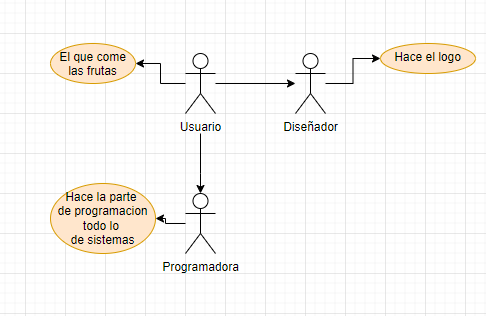 El que come
las frutas
Hace el logo
Usuario
Diseñador
Hace la parte
de programacion
todo lo
de sistemas
Programadora